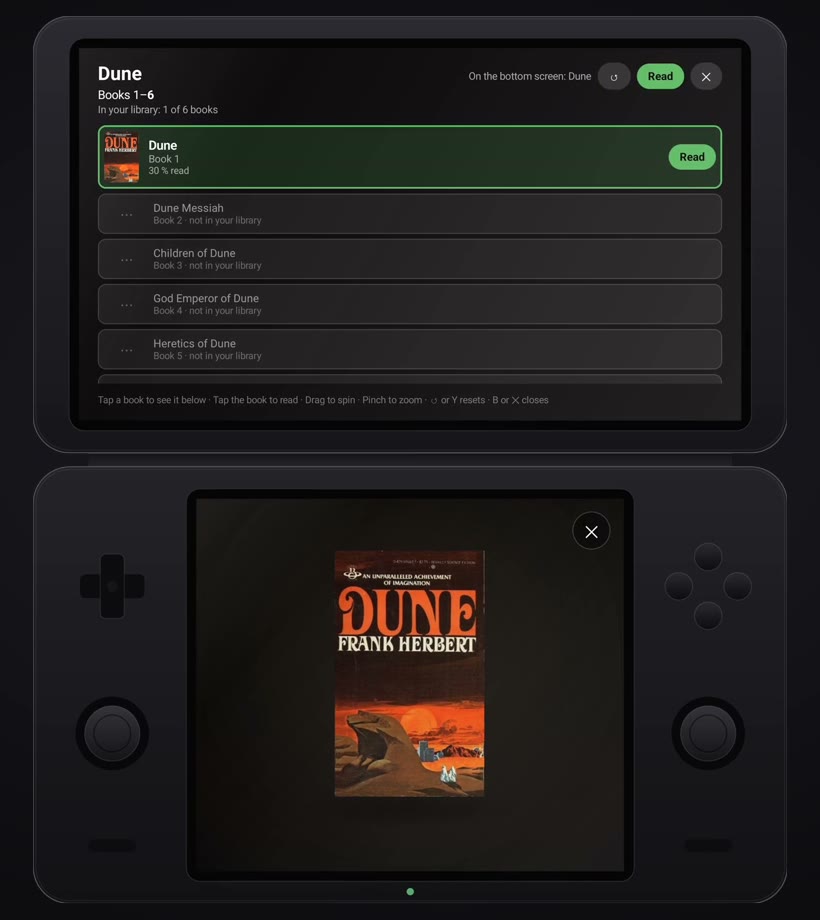 Dune
Books 1–6
In your library: 1 of 6 books
On the bottom screen: Dune
Read
Dune
Book 1
30 % read
Read
DUNE
FRANK HERBERT
Dune Messiah
Book 2 · not in your library
Children of Dune
Book 3 · not in your library
God Emperor of Dune
Book 4 · not in your library
Heretics of Dune
Book 5 · not in your library
Tap a book to see it below · Tap the book to read · Drag to spin · Pinch to zoom · ↺ or Y resets · B or ✕ closes
AN UNPARALLELED ACHIEVEMENT
OF IMAGINATION
DUNE
FRANK HERBERT